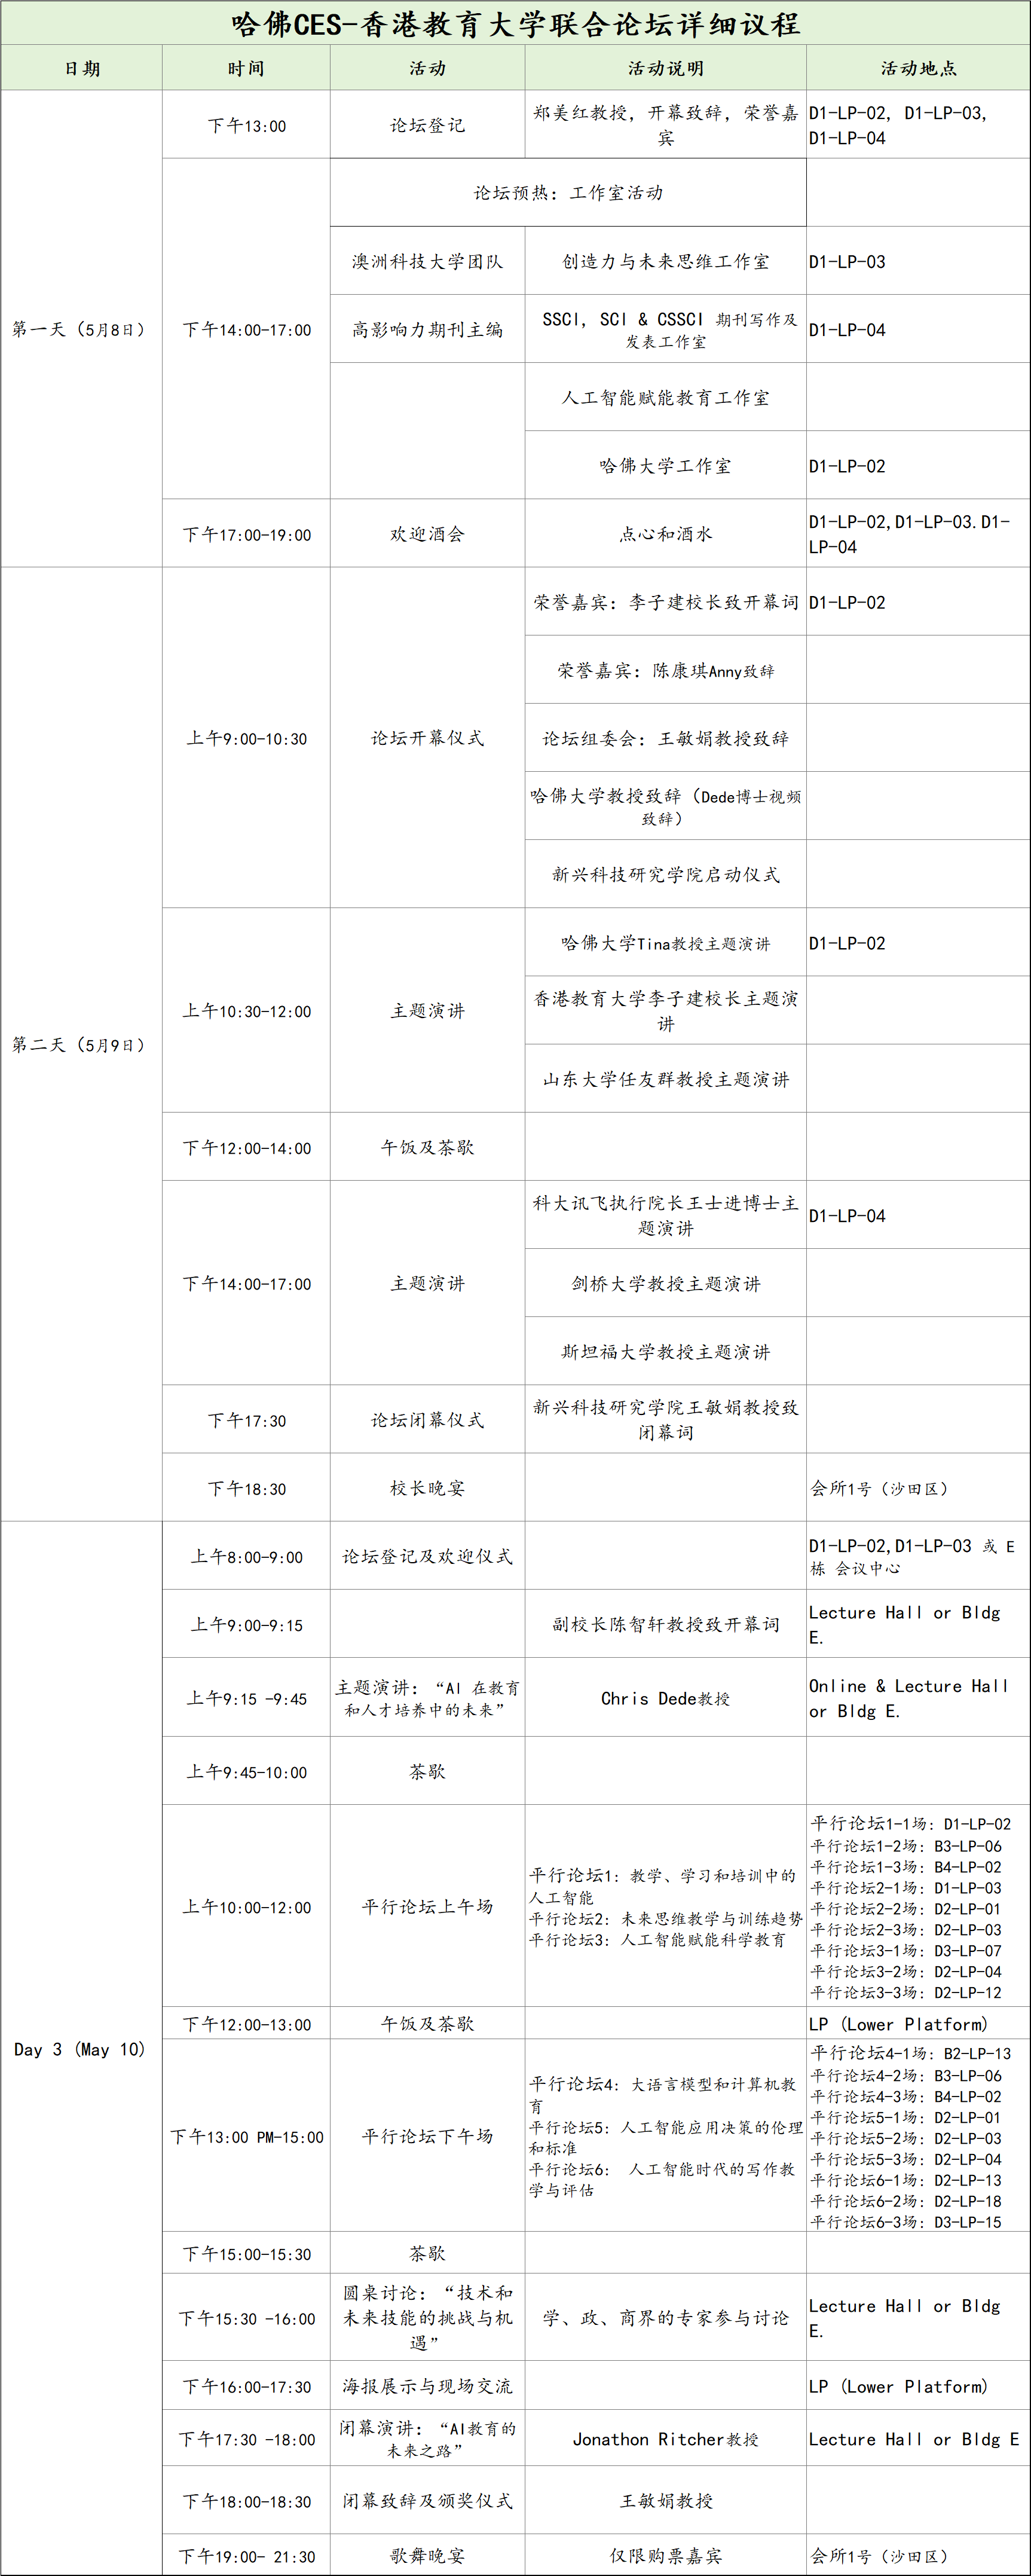 哈佛CES-香港教育大学联合论坛详细议程
日期 时间 活动 活动说明 活动地点
第一天（5月8日）
下午13:00
论坛登记
郑美红教授, 开幕致辞, 荣誉嘉
宾
D1-LP-02, D1-LP-03,
D1-LP-04
下午14:00-17:00
论坛预热: 工作室活动
澳洲科技大学团队
创造力与未来思维工作室
D1-LP-03
高影响力期刊主编
SSCI, SCI & CSSCI 期刊写作及
发表工作室
D1-LP-04
人工智能赋能教育工作室
哈佛大学工作室
D1-LP-02
下午17:00-19:00
欢迎酒会
点心和酒水
D1-LP-02,D1-LP-03.D1-
LP-04
第二天（5月9日）
上午9:00-10:30
论坛开幕仪式
荣誉嘉宾: 李子建校长致开幕词
D1-LP-02
荣誉嘉宾: 陈康琪Anny致辞
论坛组委会: 王敏娟教授致辞
哈佛大学教授致辞（Dede博士视频
致辞）
新兴科技研究学院启动仪式
上午10:30-12:00
主题演讲
哈佛大学Tina教授主题演讲
D1-LP-02
香港教育大学李子建校长主题演
讲
山东大学任友群教授主题演讲
下午12:00-14:00
午饭及茶歇
下午14:00-17:00
主题演讲
科大讯飞执行院长王士进博士主
题演讲
D1-LP-04
剑桥大学教授主题演讲
斯坦福大学教授主题演讲
下午17:30
论坛闭幕仪式
新兴科技研究学院王敏娟教授致
闭幕词
下午18:30
校长晚宴
会所1号（沙田区）
Day 3 (May 10)
上午8:00-9:00
论坛登记及欢迎仪式
D1-LP-02,D1-LP-03 或 E
栋 会议中心
上午9:00-9:15
副校长陈智轩教授致开幕词
Lecture Hall or Bldg
E.
上午9:15 -9:45
主题演讲: “AI 在教育
和人才培养中的未来”
Chris Dede教授
Online & Lecture Hall
or Bldg E.
上午9:45-10:00
茶歇
上午10:00-12:00
平行论坛上午场
平行论坛1: 教学、学习和培训中的
人工智能
平行论坛2: 未来思维教学与训练趋势
平行论坛3: 人工智能赋能科学教育
平行论坛1-1场: D1-LP-02
平行论坛1-2场: B3-LP-06
平行论坛1-3场: B4-LP-02
平行论坛2-1场: D1-LP-03
平行论坛2-2场: D2-LP-01
平行论坛2-3场: D2-LP-03
平行论坛3-1场: D3-LP-07
平行论坛3-2场: D2-LP-04
平行论坛3-3场: D2-LP-12
下午12:00-13:00
午饭及茶歇
LP (Lower Platform)
下午13:00 PM-15:00
平行论坛下午场
平行论坛4: 大语言模型和计算机教
育
平行论坛5: 人工智能应用决策的伦理
和标准
平行论坛6: 人工智能时代的写作教
学与评估
平行论坛4-1场: B2-LP-13
平行论坛4-2场: B3-LP-06
平行论坛4-3场: B4-LP-02
平行论坛5-1场: D2-LP-01
平行论坛5-2场: D2-LP-03
平行论坛5-3场: D2-LP-04
平行论坛6-1场: D2-LP-13
平行论坛6-2场: D2-LP-18
平行论坛6-3场: D3-LP-15
下午15:00-15:30
茶歇
下午15:30 -16:00
圆桌讨论: “技术和
未来技能的挑战与机
遇”
学、政、商界的专家参与讨论
Lecture Hall or Bldg
E.
下午16:00-17:30
海报展示与现场交流
LP (Lower Platform)
下午17:30 -18:00
闭幕演讲: “AI教育的
未来之路”
Jonathon Ritcher教授
Lecture Hall or Bldg E
下午18:00-18:30
闭幕致辞及颁奖仪式
王敏娟教授
下午19:00- 21:30
歌舞晚宴
仅限购票嘉宾
会所1号（沙田区）